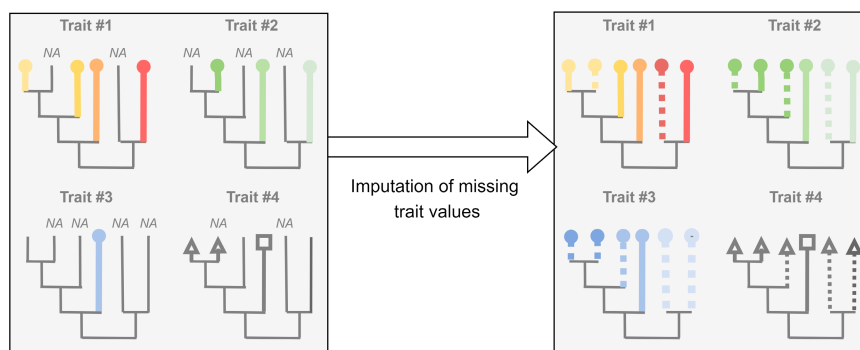 Trait #1
NA NA
Trait #2
NA NA NA
Trait #3
NA NA NA NA
Trait #4
NA NA
Imputation of missing
trait values
Trait #1
Trait #2
Trait #3
-
Trait #4